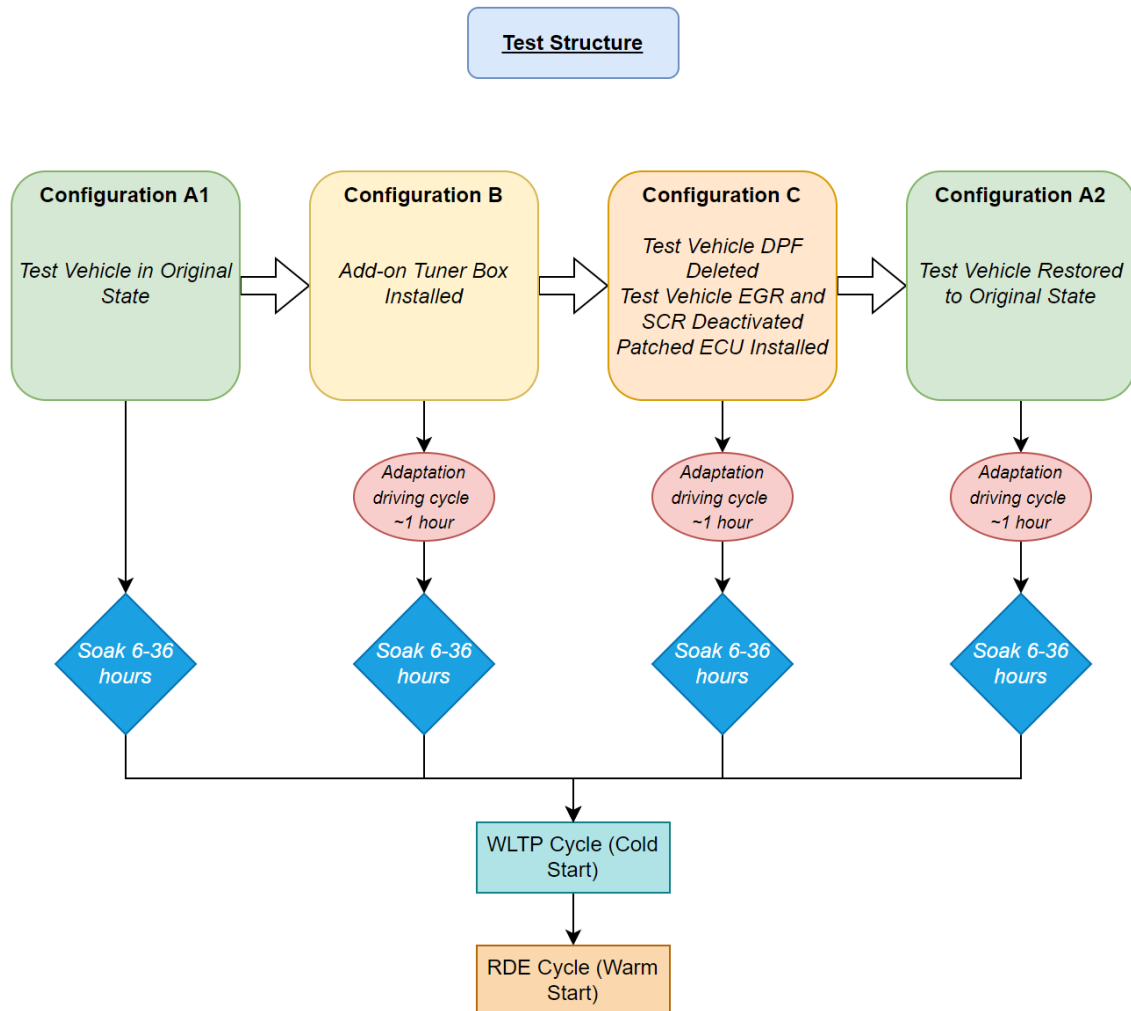 Test Structure
Configuration A1
Test Vehicle in Original
State
Configuration B
Add-on Tuner Box
Installed
Configuration C
Test Vehicle DPF
Deleted
Test Vehicle EGR and
SCR Deactivated
Patched ECU Installed
Configuration A2
Test Vehicle Restored
to Original State
Adaptation
driving cycle
~1 hour
Adaptation
driving cycle
~1 hour
Adaptation
driving cycle
~1 hour
Soak 6-36
hours
Soak 6-36
hours
Soak 6-36
hours
Soak 6-36
hours
WLTP Cycle (Cold
Start)
RDE Cycle (Warm
Start)